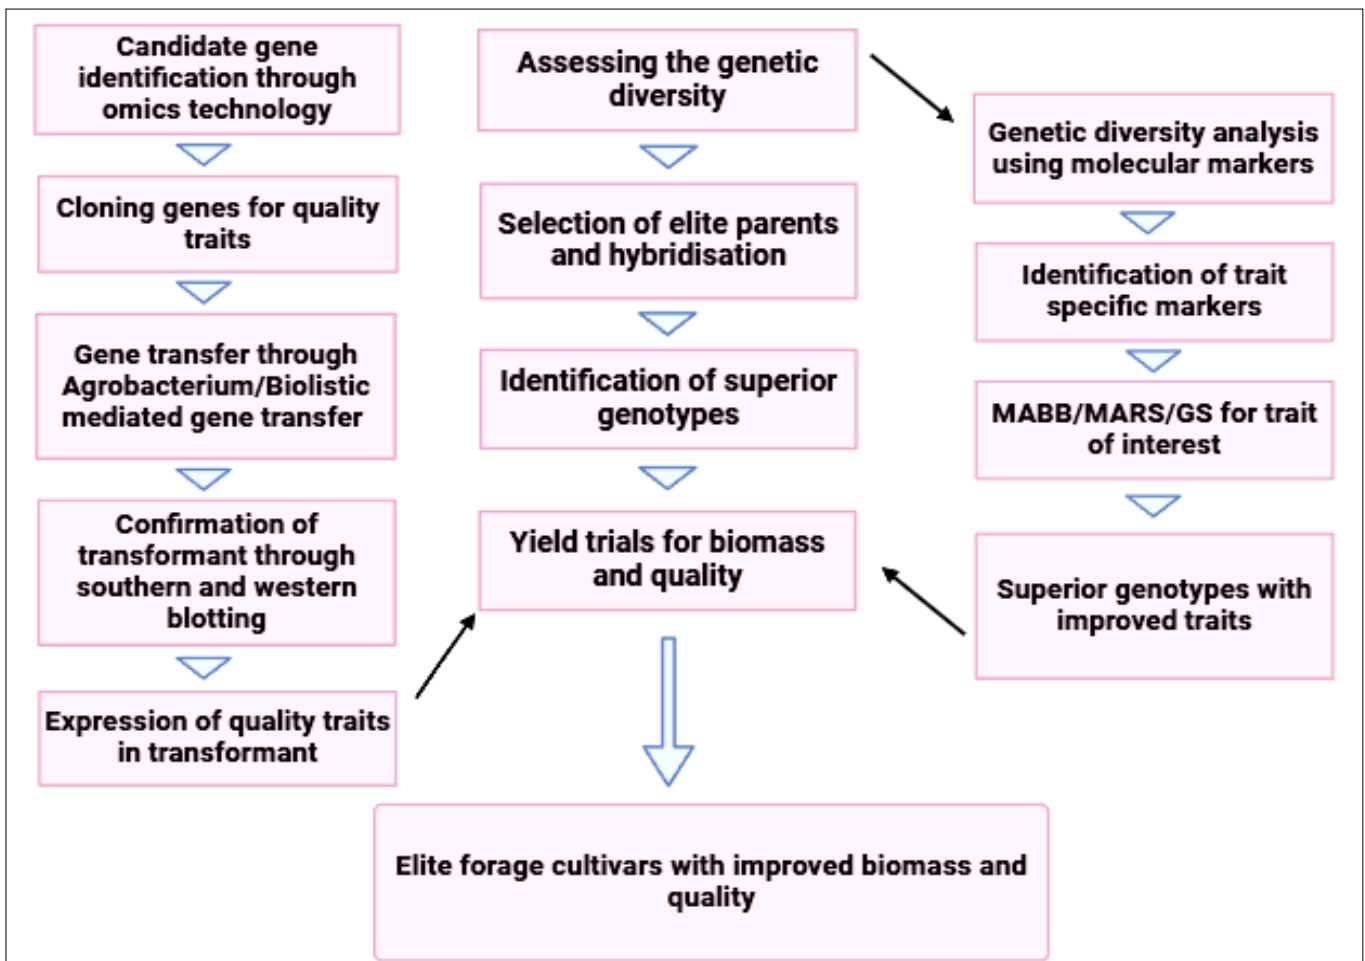 Candidate gene
identification through
omics technology
Cloning genes for quality
traits
Gene transfer through
Agrobacterium/Biolistic
mediated gene transfer
Confirmation of
transformant through
southern and western
blotting
Expression of quality traits
in transformant
Assessing the genetic
diversity
Selection of elite parents
and hybridisation
Identification of superior
genotypes
Yield trials for biomass
and quality
Genetic diversity analysis
using molecular markers
Identification of trait
specific markers
MABB/MARS/GS for trait
of interest
Superior genotypes with
improved traits
Elite forage cultivars with improved biomass and
quality